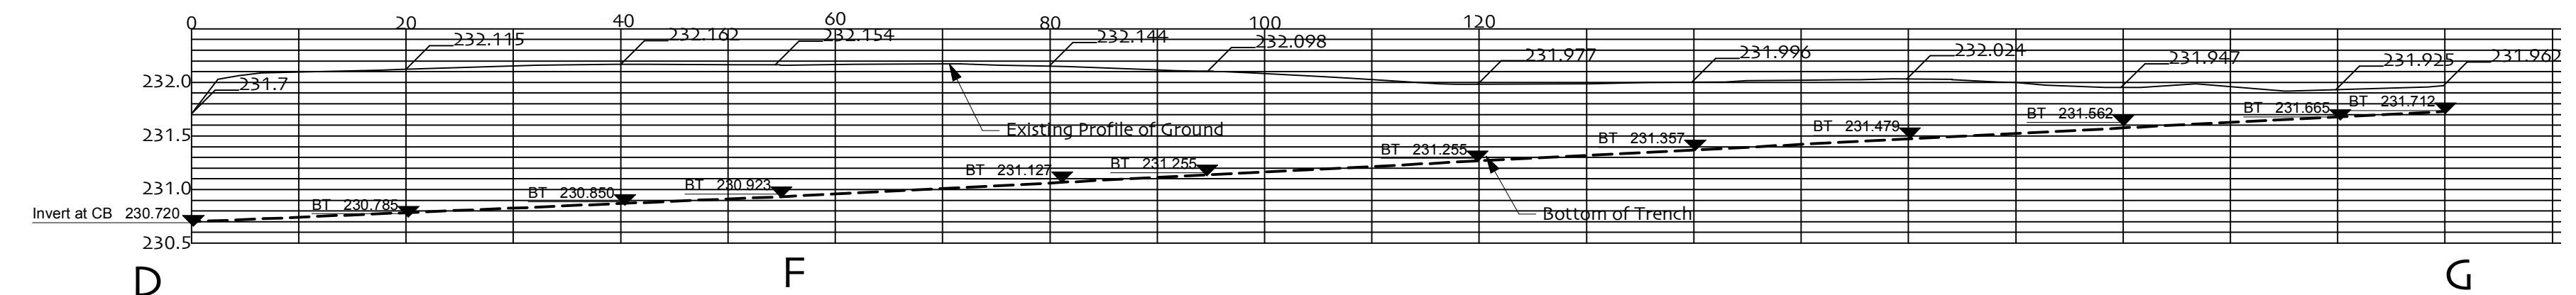 0 20 40 60 80 100 120
232.115 232.162 232.154 232.144 232.098 231.977 231.996 232.024 231.947 231.925 231.962
232.0 231.7
Existing Profile of Ground
231.5
BT 231.127 BT 231.255 BT 231.255 BT 231.357 BT 231.479 BT 231.562 BT 231.665 BT 231.712
231.0
Invert at CB 230.720 BT 230.785 BT 230.850 BT 230.923
Bottom of Trench
230.5
D F G